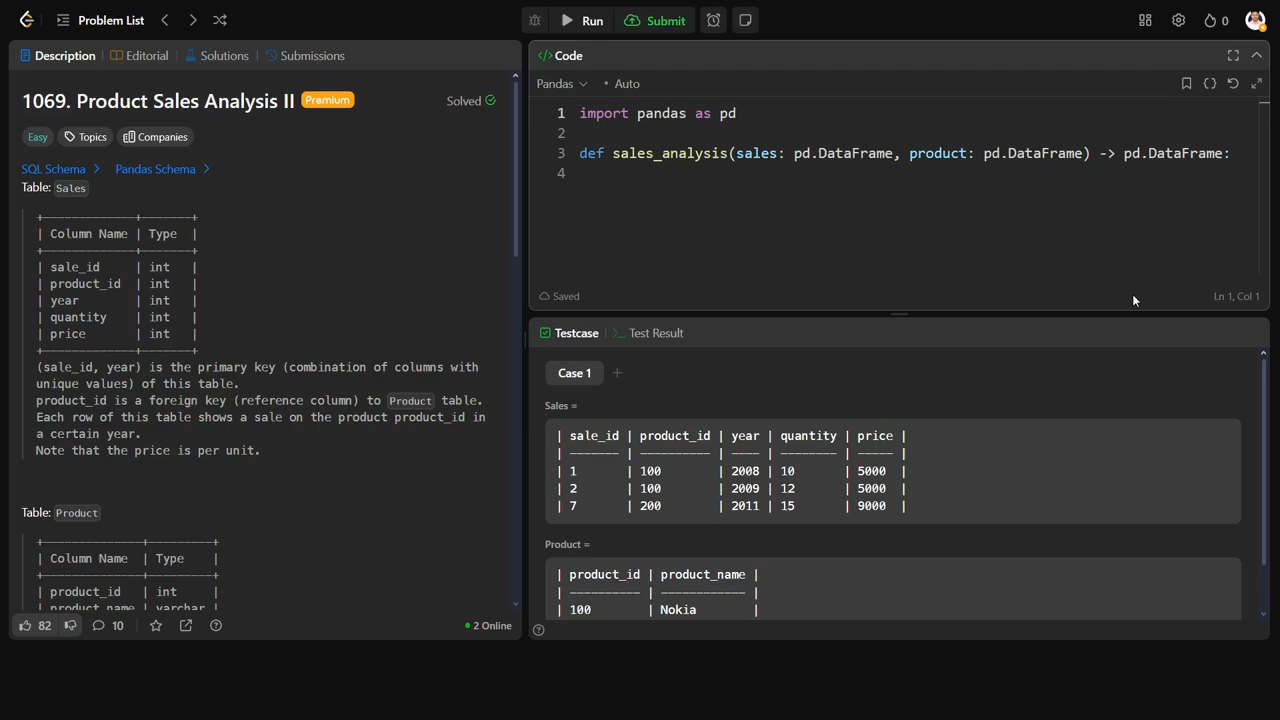 Problem List
Run
Submit
0
Description
Editorial
Solutions
Submissions
1069. Product Sales Analysis II
Premium
Solved
Easy
Topics
Companies
SQL Schema
Pandas Schema
Table: Sales
+-------------+-------+
| Column Name | Type  |
+-------------+-------+
| sale_id     | int   |
| product_id  | int   |
| year        | int   |
| quantity    | int   |
| price       | int   |
+-------------+-------+
(sale_id, year) is the primary key (combination of columns with
unique values) of this table.
product_id is a foreign key (reference column) to Product table.
Each row of this table shows a sale on the product product_id in
a certain year.
Note that the price is per unit.
Table: Product
+--------------+---------+
| Column Name  | Type    |
+--------------+---------+
| product_id   | int     |
| product_name | varchar |
82
10
2 Online
</> Code
Pandas
Auto
1 import pandas as pd
2
3 def sales_analysis(sales: pd.DataFrame, product: pd.DataFrame) -> pd.DataFrame:
4
Saved
Ln 1, Col 1
Testcase
>_ Test Result
Case 1
+
Sales =
| sale_id | product_id | year | quantity | price |
| ------- | ---------- | ---- | -------- | ----- |
| 1       | 100        | 2008 | 10       | 5000  |
| 2       | 100        | 2009 | 12       | 5000  |
| 7       | 200        | 2011 | 15       | 9000  |
Product =
| product_id | product_name |
| ---------- | ------------ |
| 100        | Nokia        |